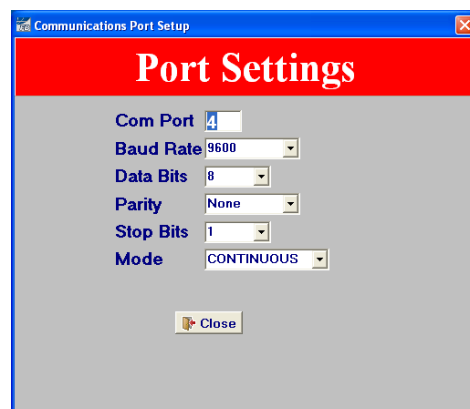 Communications Port Setup
Port Settings
Com Port 4
Baud Rate 9600
Data Bits 8
Parity None
Stop Bits 1
Mode CONTINUOUS
Close